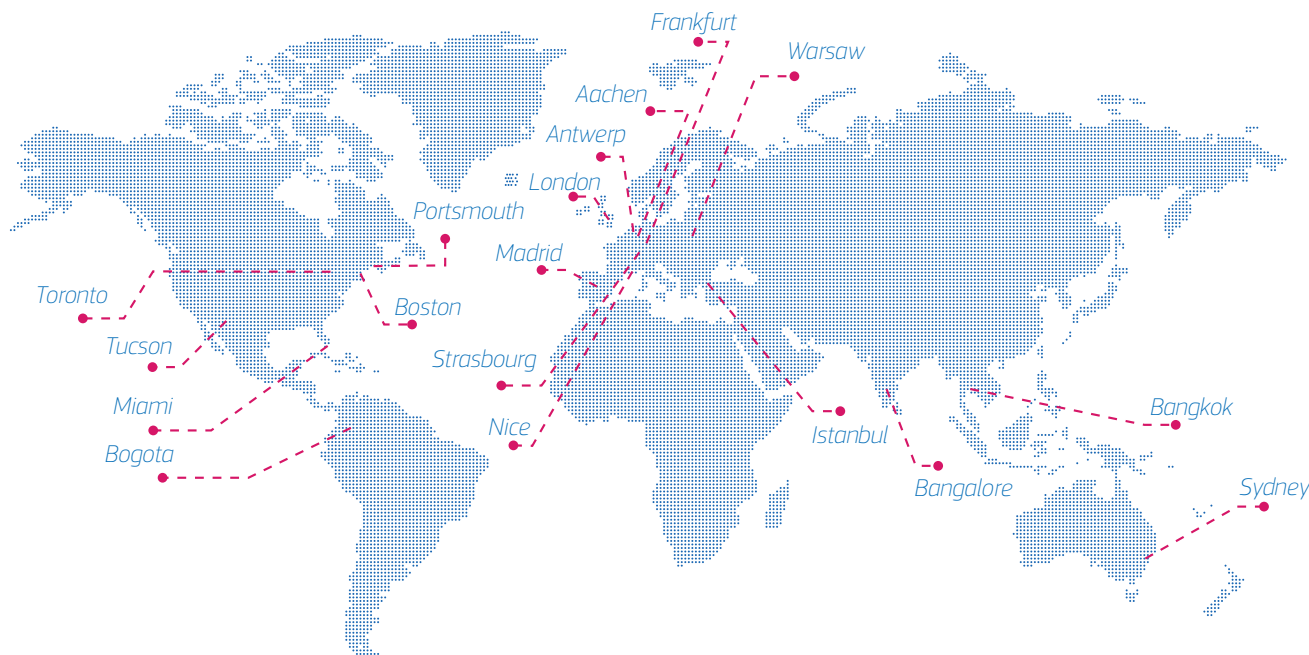 Frankfurt
Warsaw
Aachen
Antwerp
London
Portsmouth
Madrid
Toronto
Boston
Tucson
Strasbourg
Miami
Nice
Bogota
Istanbul
Bangkok
Bangalore
Sydney